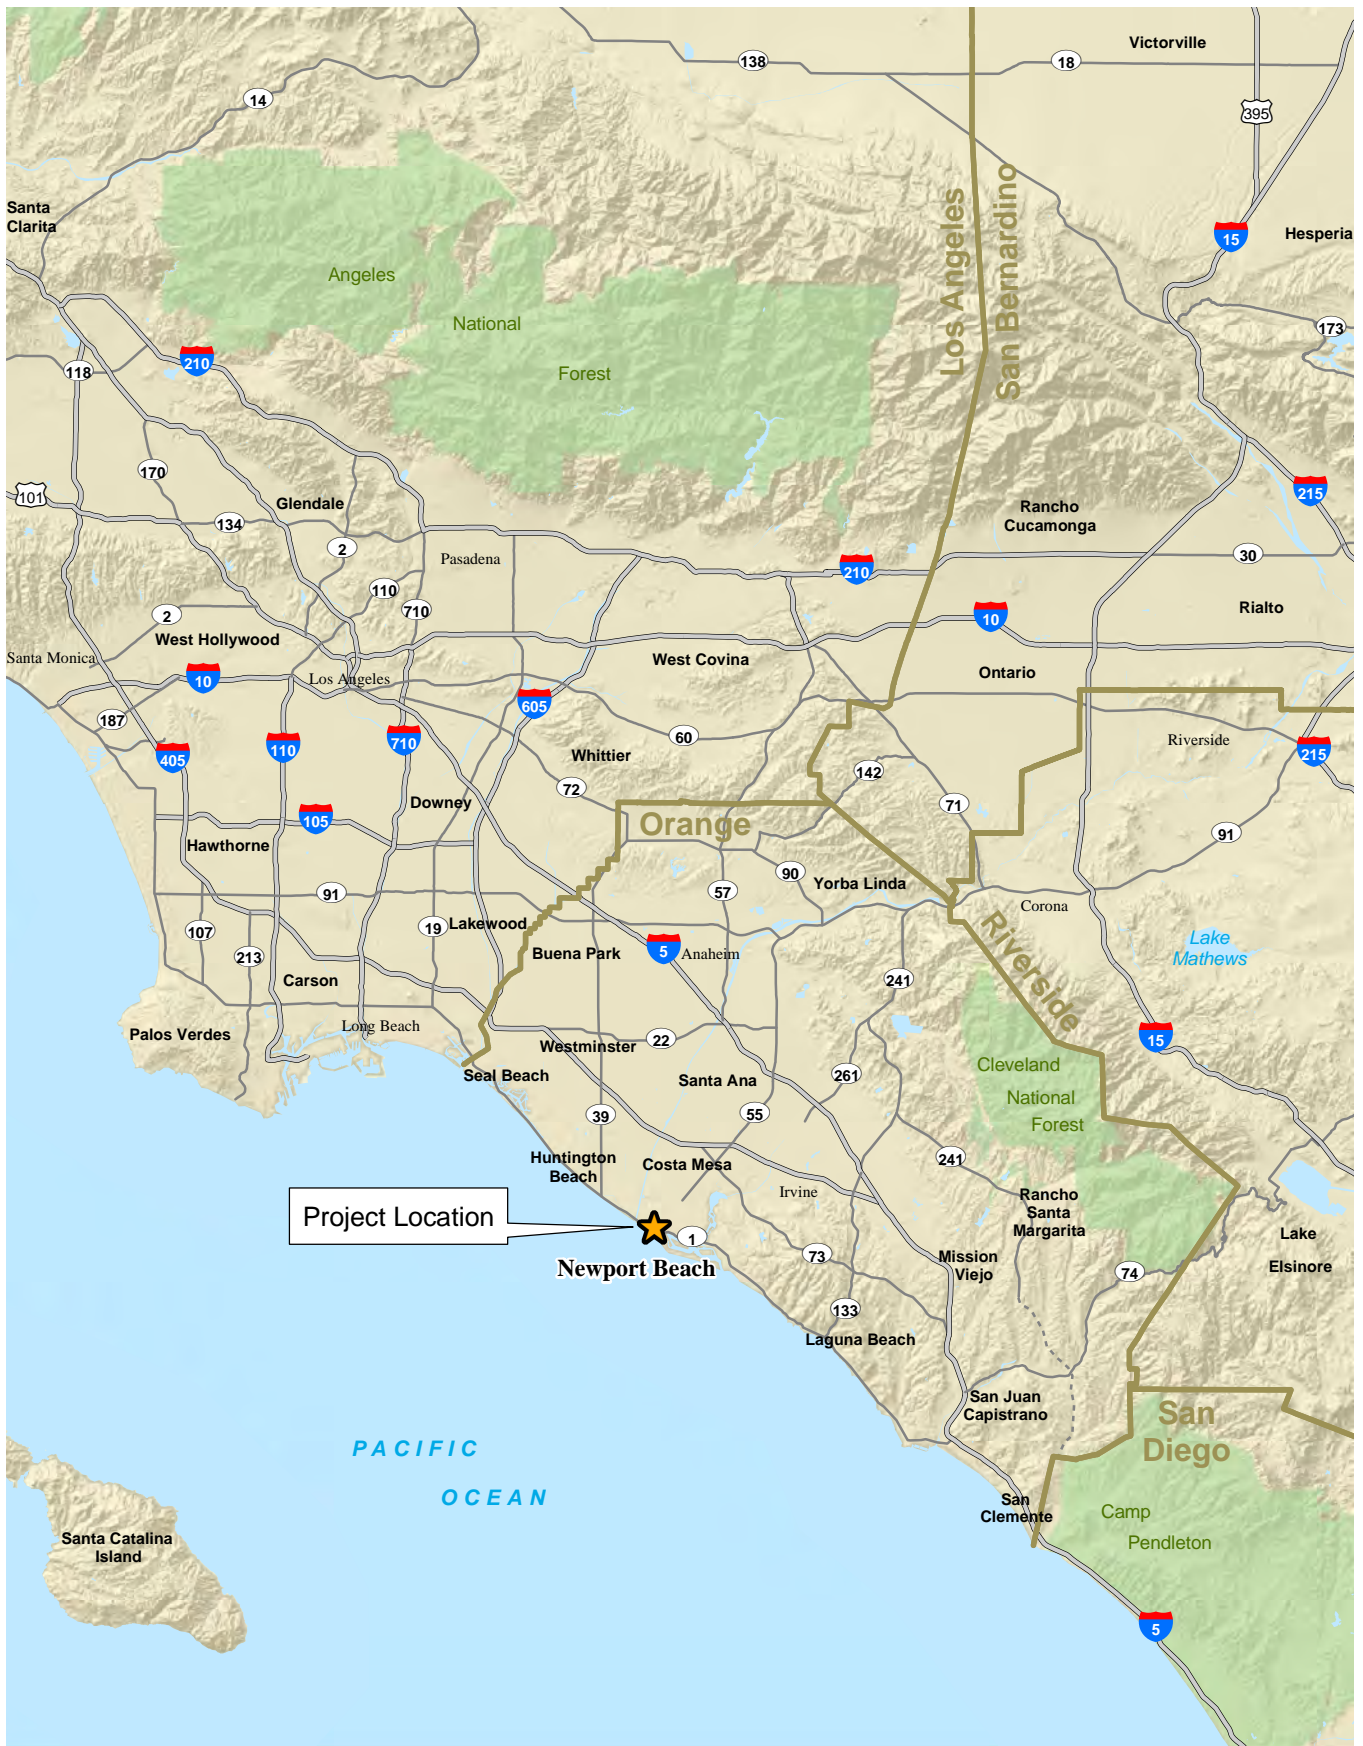 Victorville
138
18
14
395
Santa
Clarita
15
Hesperia
Los Angeles
San Bernardino
Angeles
National
Forest
173
210
118
170
101
Glendale
134
2
215
Rancho
Cucamonga
Pasadena
210
30
110
710
2
10
Rialto
West Hollywood
Santa Monica
10
Los Angeles
West Covina
Ontario
605
187
60
405
110
710
Whittier
Riverside
215
142
72
71
Downey
105
Orange
91
Hawthorne
90
Yorba Linda
91
57
Corona
107
19
Lakewood
213
Buena Park
5
Anaheim
Riverside
Lake
Mathews
241
Carson
Palos Verdes
Long Beach
Westminster
22
15
Seal Beach
Santa Ana
261
Cleveland
National
Forest
39
55
Huntington
Beach
Costa Mesa
241
Irvine
Rancho
Santa
Margarita
Project Location
1
Newport Beach
73
Mission
Viejo
74
Lake
Elsinore
133
Laguna Beach
San Juan
Capistrano
San
Diego
PACIFIC
OCEAN
San
Clemente
Camp
Pendleton
Santa Catalina
Island
5